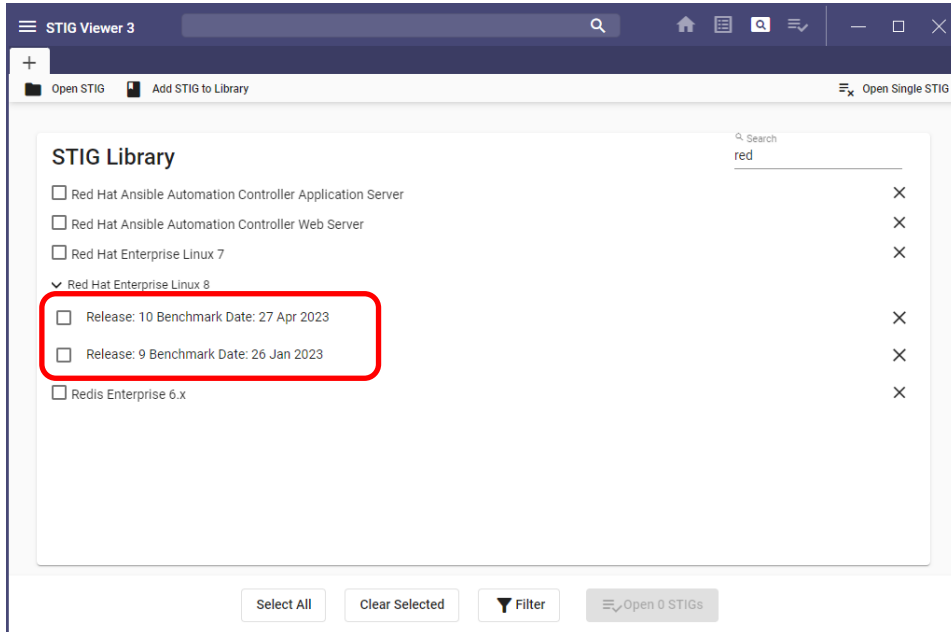 STIG Viewer 3
Open STIG Add STIG to Library Open Single STIG
Search
STIG Library red
Red Hat Ansible Automation Controller Application Server
Red Hat Ansible Automation Controller Web Server
Red Hat Enterprise Linux 7
Red Hat Enterprise Linux 8
Release: 10 Benchmark Date: 27 Apr 2023
Release: 9 Benchmark Date: 26 Jan 2023
Redis Enterprise 6.x
Select All Clear Selected Filter Open 0 STIGs